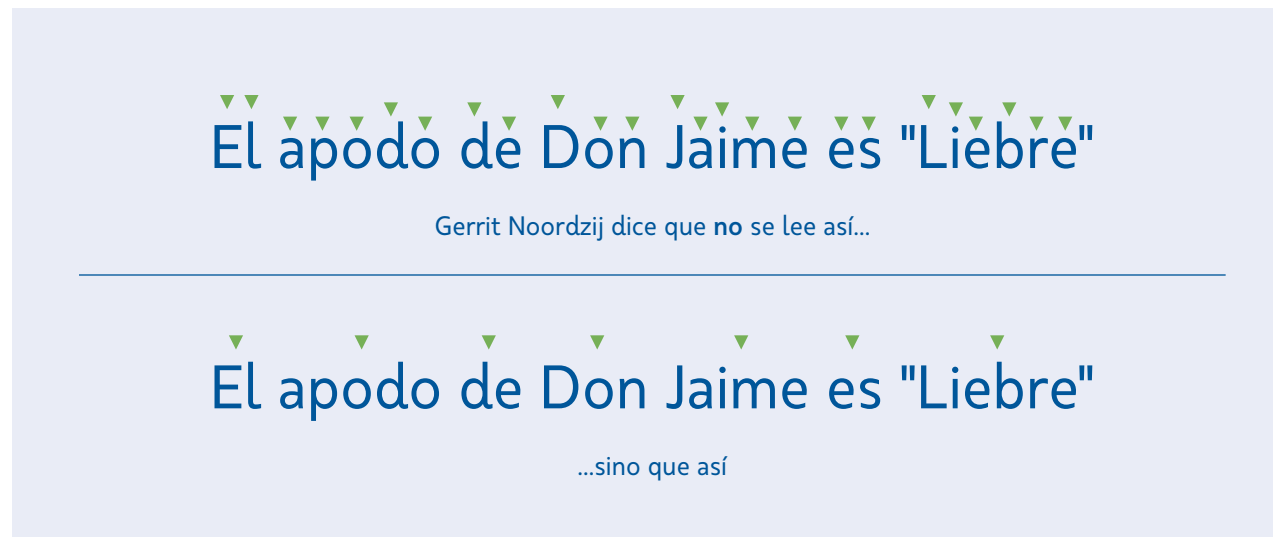 El apodo de Don Jaime es "Liebre"
Gerrit Noordzij dice que no se lee así...
El apodo de Don Jaime es "Liebre"
...sino que así